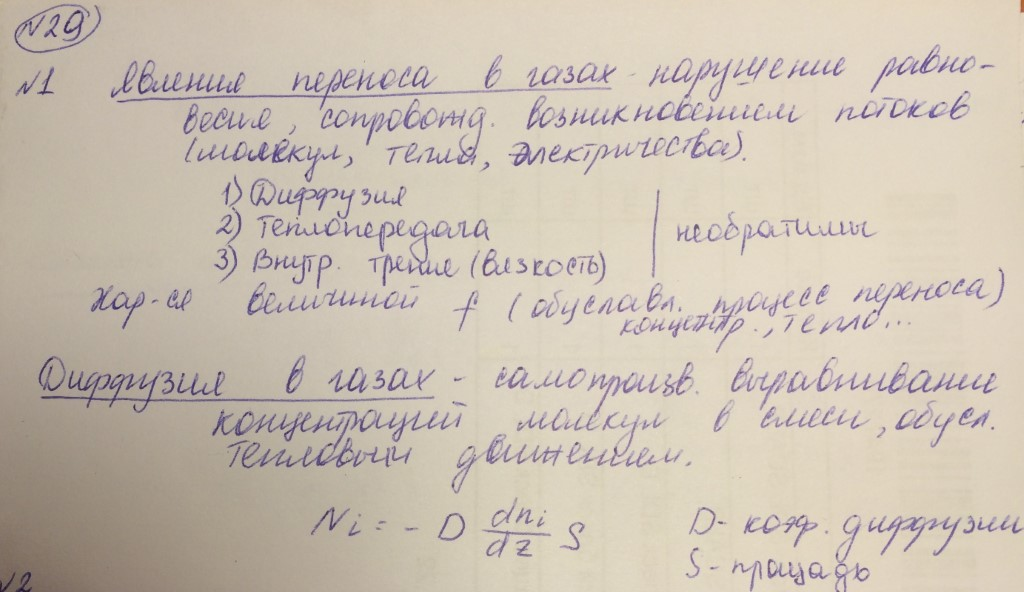 №29
№1 Явления переноса в газах - нарушение равно-
весия, сопровожд. возникновением потоков
(молекул, тепла, электричества).
1) Диффузия
2) Теплопередача
3) Внутр. трение (вязкость)
необратимы
Хар-ся величиной f (обуславл. процесс переноса)
концентр., тепло...
Диффузия в газах - самопроизв. выравнивание
концентраций молекул в смеси, обусл.
тепловым движением.
Ni = - D dni/dz S
D - коэф. диффузии
S - площадь
№2